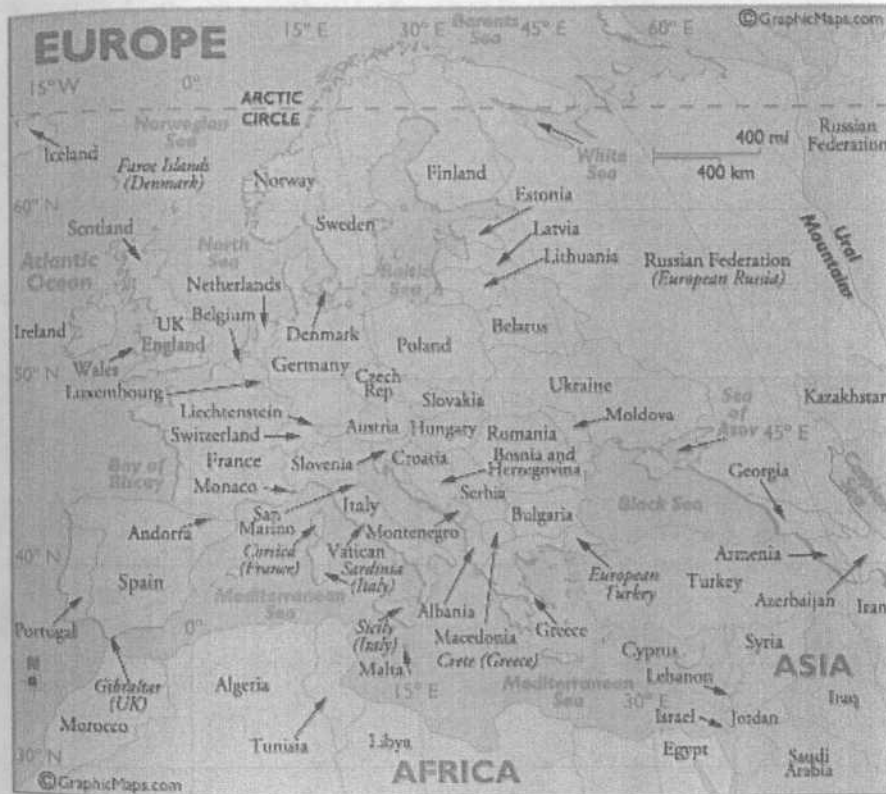 ©GraphicMaps.com
EUROPE
15° E
30° E
Barents
Sea
45° E
60° E
15° W
0°
ARCTIC
CIRCLE
Norwegian
Sea
Iceland
Faroe Islands
(Denmark)
White
Sea
400 mi
400 km
Russian
Federation
Norway
Finland
60° N
Estonia
Scotland
Sweden
Latvia
North
Sea
Lithuania
Ural
Mountains
Atlantic
Ocean
Baltic
Sea
Russian Federation
(European Russia)
Netherlands
Belgium
Ireland
UK
England
Denmark
Belarus
Poland
Wales
Germany
50° N
Luxembourg
Czech
Rep
Ukraine
Slovakia
Sea
of
Azov
Kazakhstan
Liechtenstein
Moldova
Austria
Hungary
Romania
45° E
Switzerland
France
Slovenia
Croatia
Bosnia and
Herzegovina
Bay of
Biscay
Monaco
Georgia
Caspian
Sea
Serbia
San
Marino
Italy
Black Sea
Andorra
Montenegro
Bulgaria
Corsica
(France)
Vatican
Armenia
40° N
Spain
Sardinia
(Italy)
European
Turkey
Turkey
Mediterranean
Sea
Albania
Azerbaijan
Iran
Portugal
0°
Sicily
(Italy)
Macedonia
Greece
Cyprus
Syria
Crete (Greece)
Malta
ASIA
Gibraltar
(UK)
Algeria
15° E
Mediterranean
Sea
Lebanon
30° E
Iraq
Morocco
Israel
Jordan
Tunisia
Libya
Egypt
Saudi
Arabia
30° N
AFRICA
©GraphicMaps.com